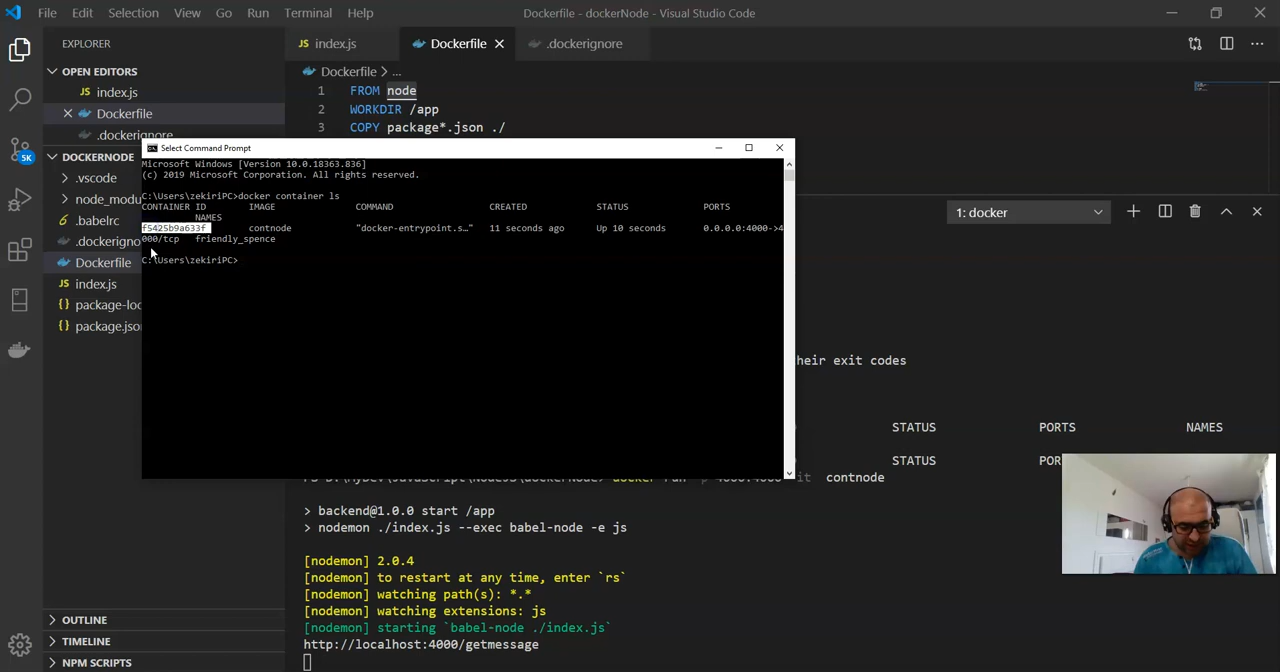 File Edit Selection View Go Run Terminal Help
Dockerfile - dockerNode - Visual Studio Code
EXPLORER
JS index.js
Dockerfile
.dockerignore
OPEN EDITORS
Dockerfile > ...
JS index.js
1 FROM node
Dockerfile
2 WORKDIR /app
.dockerignore
3 COPY package*.json ./
5K
DOCKERNODE
.vscode
node_modu
.babelrc
.dockerigno
Dockerfile
JS index.js
{} package-loc
{} package.json
OUTLINE
TIMELINE
NPM SCRIPTS
Select Command Prompt
Microsoft Windows [Version 10.0.18363.836]
(c) 2019 Microsoft Corporation. All rights reserved.
C:\Users\zekiriPC>docker container ls
CONTAINER ID IMAGE COMMAND CREATED STATUS PORTS
NAMES
f5425b9a633f contnode "docker-entrypoint.s…" 11 seconds ago Up 10 seconds 0.0.0.0:4000->4
000/tcp friendly_spence
C:\Users\zekiriPC>
1: docker
heir exit codes
STATUS PORTS NAMES
STATUS POR
contnode
> backend@1.0.0 start /app
> nodemon ./index.js --exec babel-node -e js
[nodemon] 2.0.4
[nodemon] to restart at any time, enter `rs`
[nodemon] watching path(s): *.*
[nodemon] watching extensions: js
[nodemon] starting `babel-node ./index.js`
http://localhost:4000/getmessage